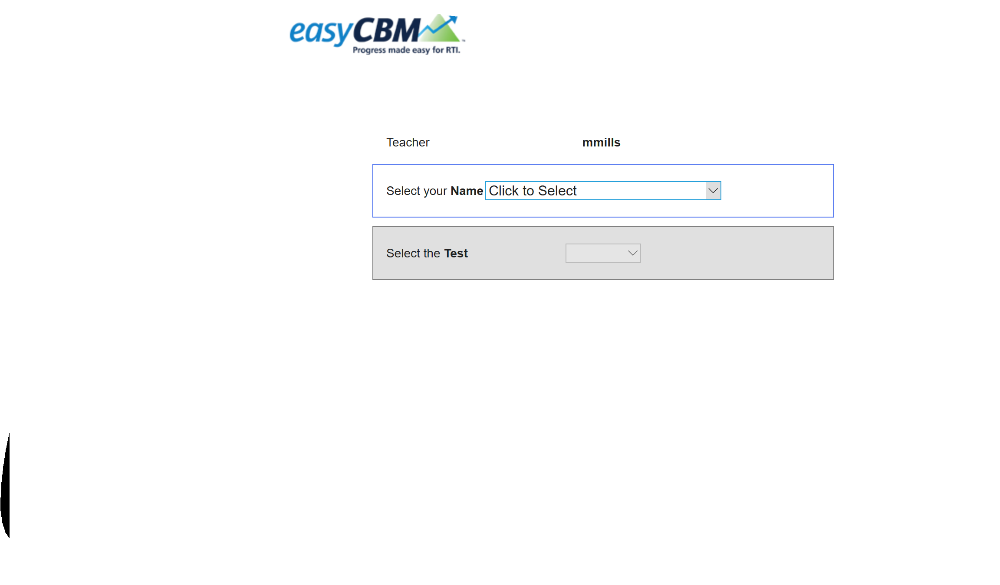 easyCBM
Progress made easy for RTI.
Teacher mmills
Select your Name Click to Select
Select the Test